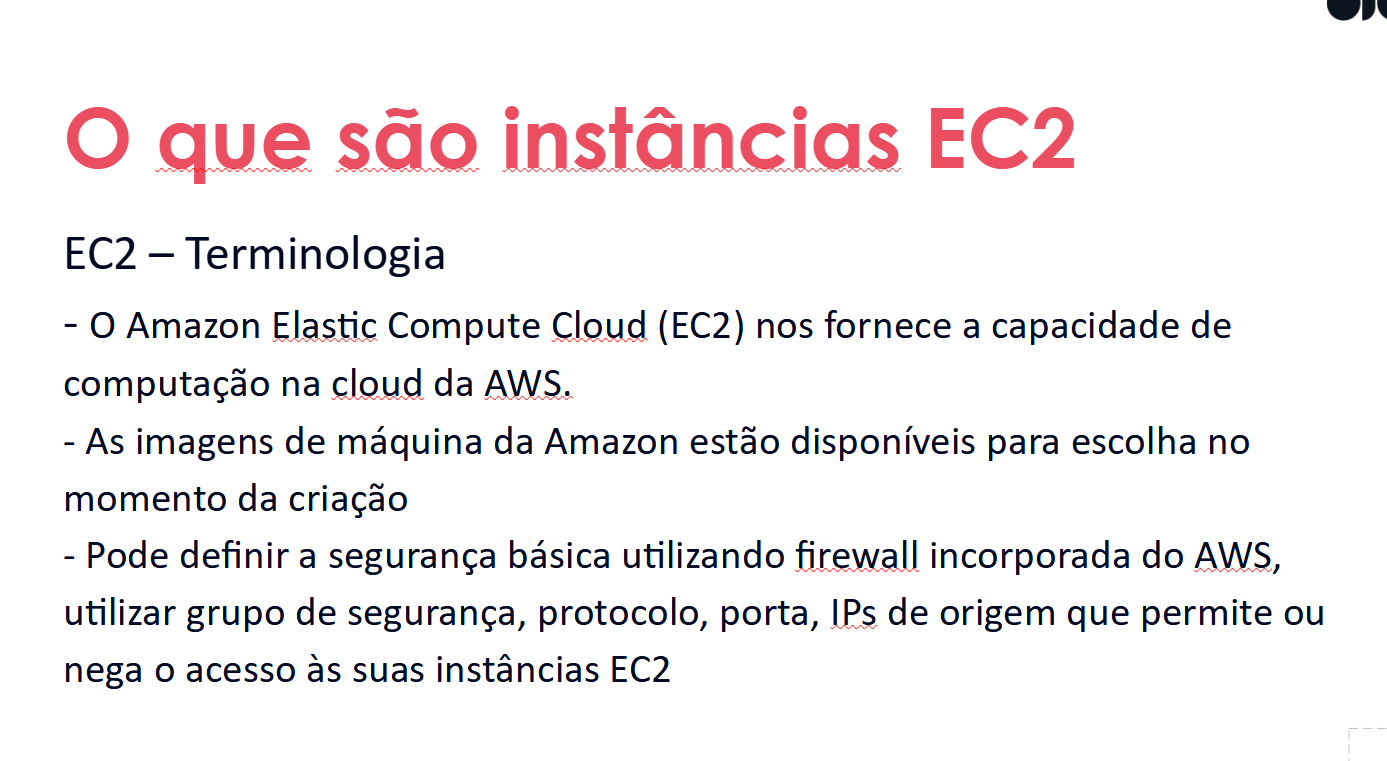 O que são instâncias EC2
EC2 – Terminologia
- O Amazon Elastic Compute Cloud (EC2) nos fornece a capacidade de
computação na cloud da AWS.
- As imagens de máquina da Amazon estão disponíveis para escolha no
momento da criação
- Pode definir a segurança básica utilizando firewall incorporada do AWS,
utilizar grupo de segurança, protocolo, porta, IPs de origem que permite ou
nega o acesso às suas instâncias EC2